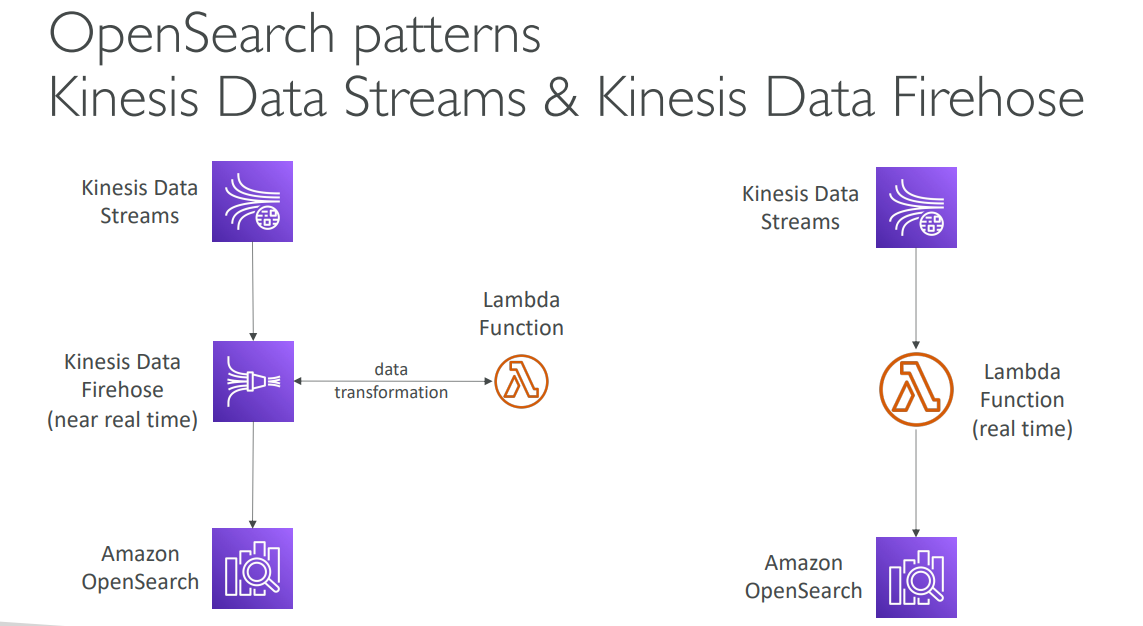 OpenSearch patterns
Kinesis Data Streams & Kinesis Data Firehose
Kinesis Data
Streams
Kinesis Data
Firehose
(near real time)
data
transformation
Lambda
Function
Amazon
OpenSearch
Kinesis Data
Streams
Lambda
Function
(real time)
Amazon
OpenSearch